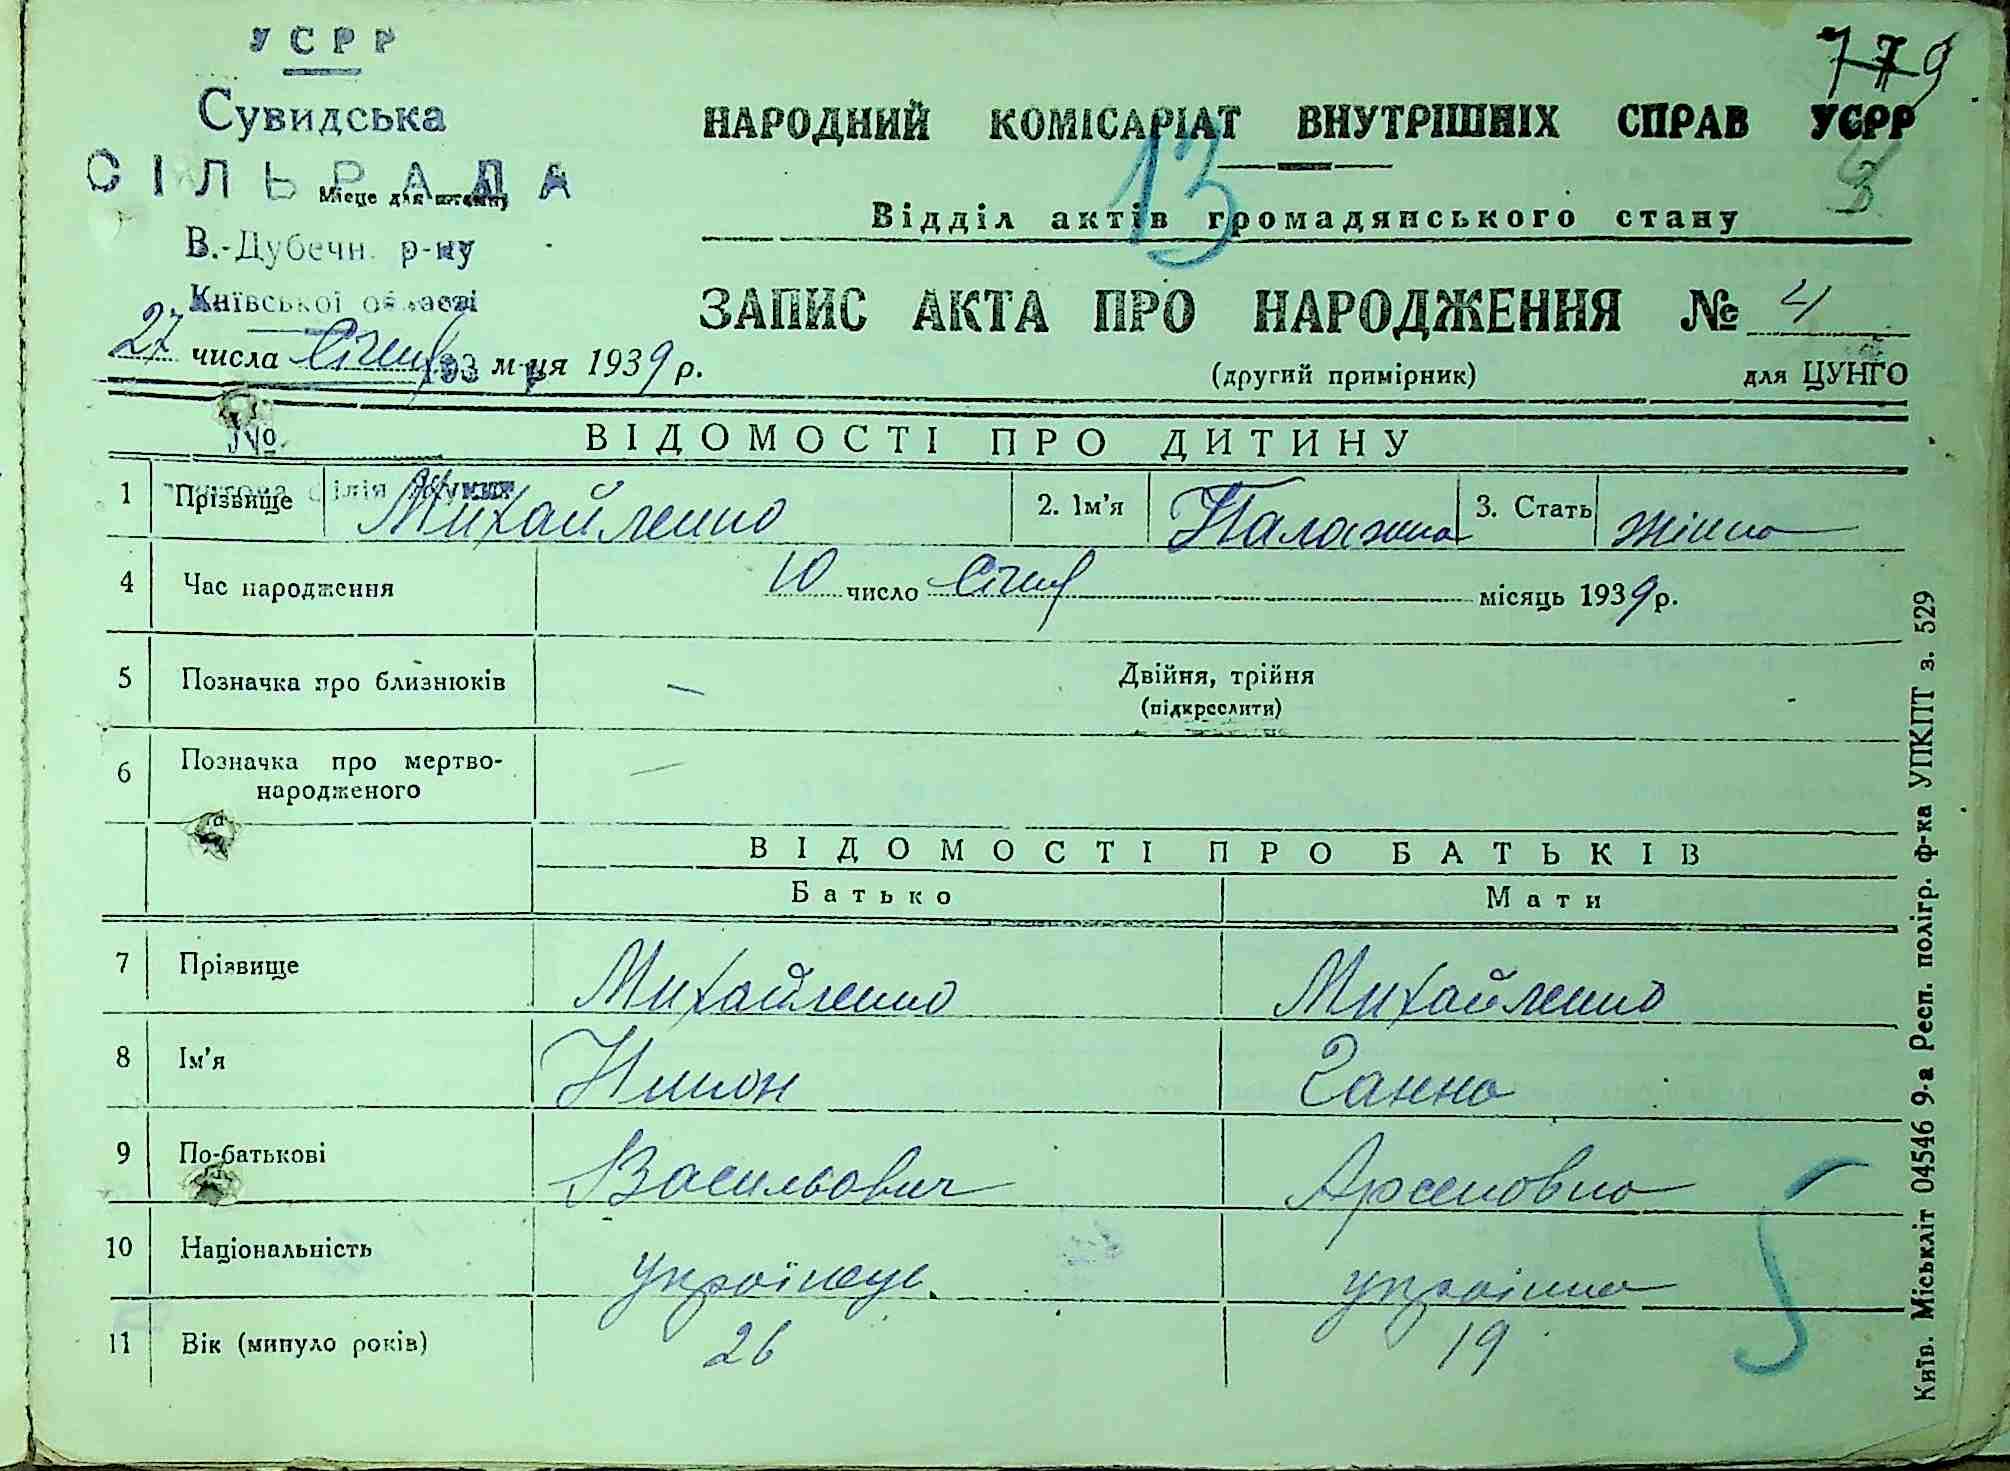 УСРР
Сувидська
СІЛЬРАДА
Місце для штампу
В.-Дубечн. р-ну
Київської області
27 числа Січня м-ця 1939 р.
№
779
НАРОДНИЙ КОМІСАРІАТ ВНУТРІШНІХ СПРАВ УСРР
13
3
Відділ актів громадянського стану
ЗАПИС АКТА ПРО НАРОДЖЕННЯ № 4
(другий примірник) для ЦУНГО
ВІДОМОСТІ ПРО ДИТИНУ
1 Прізвище Михайленко 2. Ім'я Палажка 3. Стать жіноча
4 Час народження 10 число Січня місяць 1939 р.
5 Позначка про близнюків — Двійня, трійня
(підкреслити)
6 Позначка про мертво-
народженого —
ВІДОМОСТІ ПРО БАТЬКІВ
Батько Мати
7 Прізвище Михайленко Михайленко
8 Ім'я Ганна
9 По-батькові Васильович Арсеновна
10 Національність українець українка
11 Вік (минуло років) 26 19
Київ. Міськліт 04546 9-а Респ. полігр. ф-ка УПКПТ з. 529